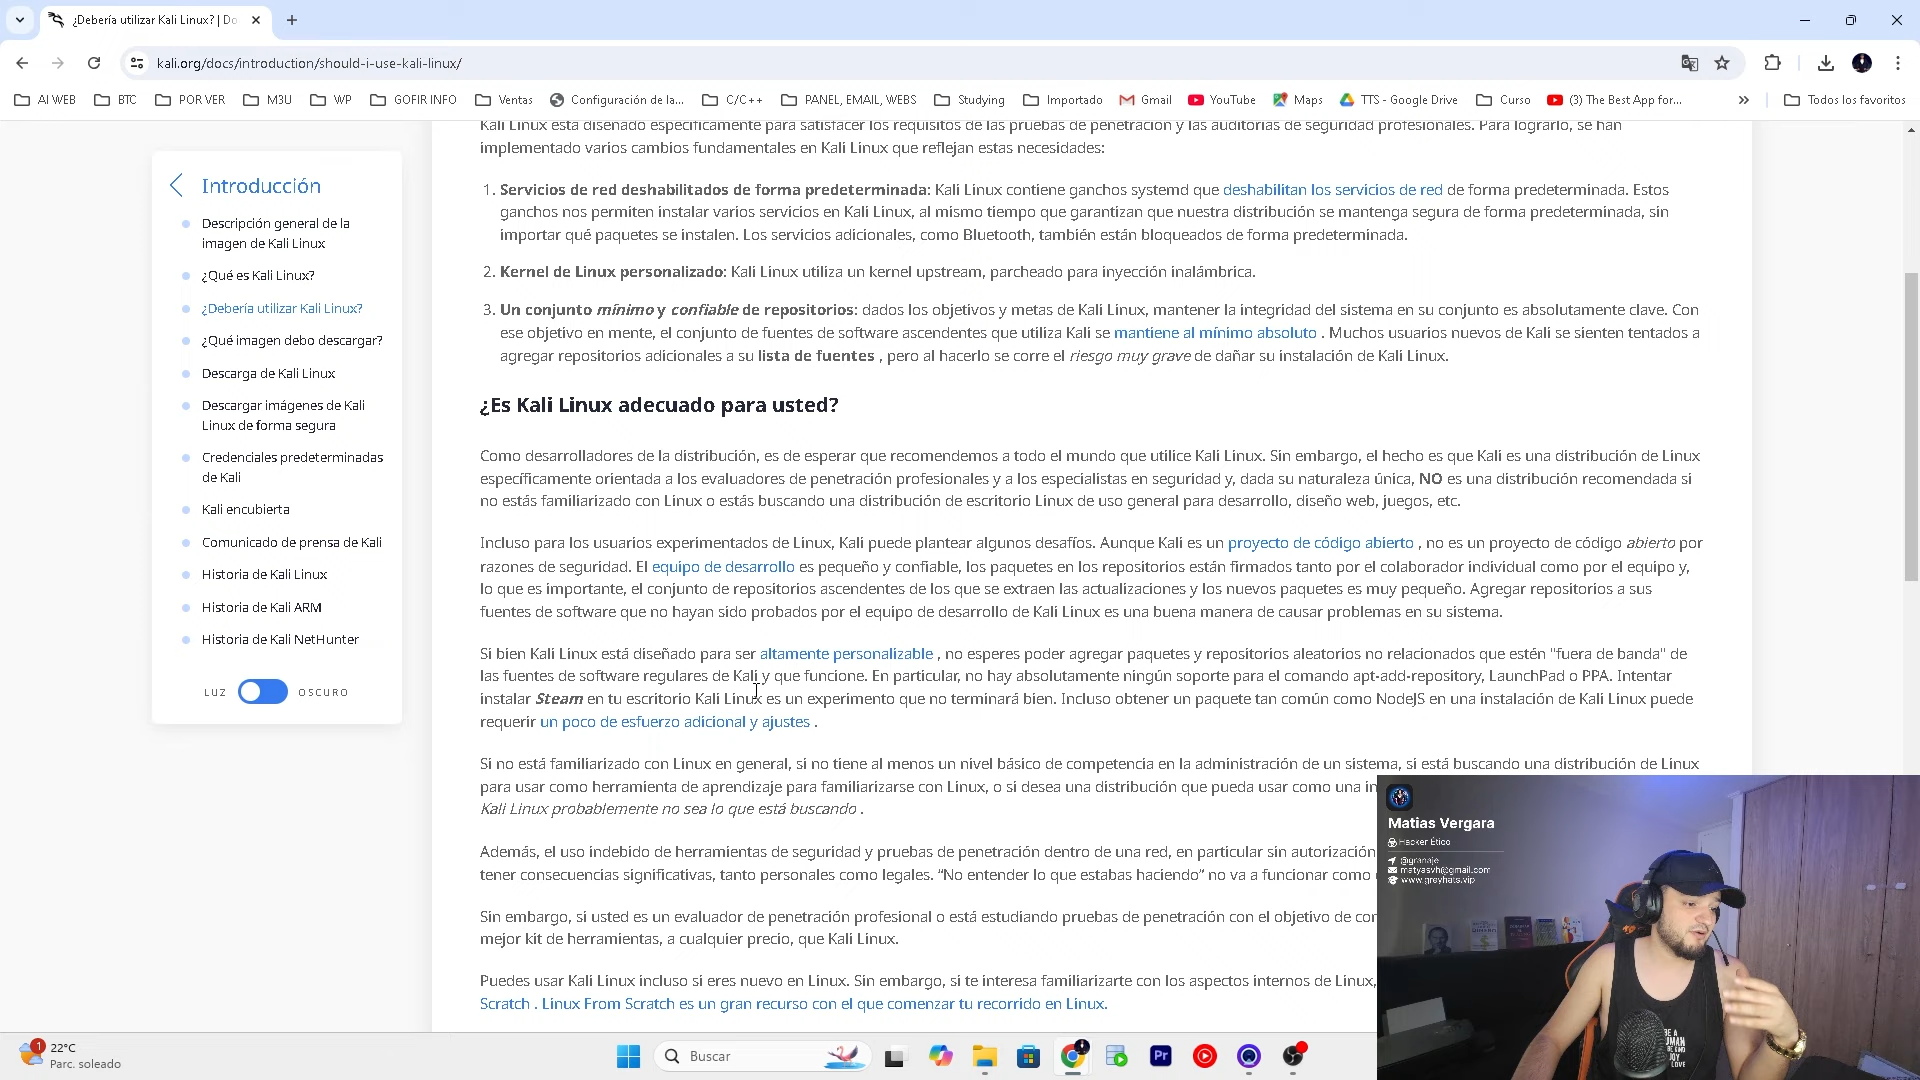 ¿Debería utilizar Kali Linux? | Do
kali.org/docs/introduction/should-i-use-kali-linux/
AI WEB
BTC
POR VER
M3U
WP
GOFIR INFO
Ventas
Configuración de la...
C/C++
PANEL, EMAIL, WEBS
Studying
Importado
Gmail
YouTube
Maps
TTS - Google Drive
Curso
(3) The Best App for...
»
Todos los favoritos
Introducción
Descripción general de la
imagen de Kali Linux
¿Qué es Kali Linux?
¿Debería utilizar Kali Linux?
¿Qué imagen debo descargar?
Descarga de Kali Linux
Descargar imágenes de Kali
Linux de forma segura
Credenciales predeterminadas
de Kali
Kali encubierta
Comunicado de prensa de Kali
Historia de Kali Linux
Historia de Kali ARM
Historia de Kali NetHunter
LUZ OSCURO
Kali Linux está diseñado específicamente para satisfacer los requisitos de las pruebas de penetración y las auditorías de seguridad profesionales. Para lograrlo, se han
implementado varios cambios fundamentales en Kali Linux que reflejan estas necesidades:
1. Servicios de red deshabilitados de forma predeterminada: Kali Linux contiene ganchos systemd que deshabilitan los servicios de red de forma predeterminada. Estos
ganchos nos permiten instalar varios servicios en Kali Linux, al mismo tiempo que garantizan que nuestra distribución se mantenga segura de forma predeterminada, sin
importar qué paquetes se instalen. Los servicios adicionales, como Bluetooth, también están bloqueados de forma predeterminada.
2. Kernel de Linux personalizado: Kali Linux utiliza un kernel upstream, parcheado para inyección inalámbrica.
3. Un conjunto mínimo y confiable de repositorios: dados los objetivos y metas de Kali Linux, mantener la integridad del sistema en su conjunto es absolutamente clave. Con
ese objetivo en mente, el conjunto de fuentes de software ascendentes que utiliza Kali se mantiene al mínimo absoluto . Muchos usuarios nuevos de Kali se sienten tentados a
agregar repositorios adicionales a su lista de fuentes , pero al hacerlo se corre el riesgo muy grave de dañar su instalación de Kali Linux.
¿Es Kali Linux adecuado para usted?
Como desarrolladores de la distribución, es de esperar que recomendemos a todo el mundo que utilice Kali Linux. Sin embargo, el hecho es que Kali es una distribución de Linux
específicamente orientada a los evaluadores de penetración profesionales y a los especialistas en seguridad y, dada su naturaleza única, NO es una distribución recomendada si
no estás familiarizado con Linux o estás buscando una distribución de escritorio Linux de uso general para desarrollo, diseño web, juegos, etc.
Incluso para los usuarios experimentados de Linux, Kali puede plantear algunos desafíos. Aunque Kali es un proyecto de código abierto , no es un proyecto de código abierto por
razones de seguridad. El equipo de desarrollo es pequeño y confiable, los paquetes en los repositorios están firmados tanto por el colaborador individual como por el equipo y,
lo que es importante, el conjunto de repositorios ascendentes de los que se extraen las actualizaciones y los nuevos paquetes es muy pequeño. Agregar repositorios a sus
fuentes de software que no hayan sido probados por el equipo de desarrollo de Kali Linux es una buena manera de causar problemas en su sistema.
Si bien Kali Linux está diseñado para ser altamente personalizable , no esperes poder agregar paquetes y repositorios aleatorios no relacionados que estén "fuera de banda" de
las fuentes de software regulares de Kali y que funcione. En particular, no hay absolutamente ningún soporte para el comando apt-add-repository, LaunchPad o PPA. Intentar
instalar Steam en tu escritorio Kali Linux es un experimento que no terminará bien. Incluso obtener un paquete tan común como NodeJS en una instalación de Kali Linux puede
requerir un poco de esfuerzo adicional y ajustes .
Si no está familiarizado con Linux en general, si no tiene al menos un nivel básico de competencia en la administración de un sistema, si está buscando una distribución de Linux
para usar como herramienta de aprendizaje para familiarizarse con Linux, o si desea una distribución que pueda usar como una in
Kali Linux probablemente no sea lo que está buscando .
Además, el uso indebido de herramientas de seguridad y pruebas de penetración dentro de una red, en particular sin autorización
tener consecuencias significativas, tanto personales como legales. “No entender lo que estabas haciendo” no va a funcionar como
Sin embargo, si usted es un evaluador de penetración profesional o está estudiando pruebas de penetración con el objetivo de con
mejor kit de herramientas, a cualquier precio, que Kali Linux.
Puedes usar Kali Linux incluso si eres nuevo en Linux. Sin embargo, si te interesa familiarizarte con los aspectos internos de Linux,
Scratch . Linux From Scratch es un gran recurso con el que comenzar tu recorrido en Linux.
Matias Vergara
Hacker Ético
@granaje
matyasvh@gmail.com
www.greyhats.vip
1
22°C
Parc. soleado
Buscar
Pr